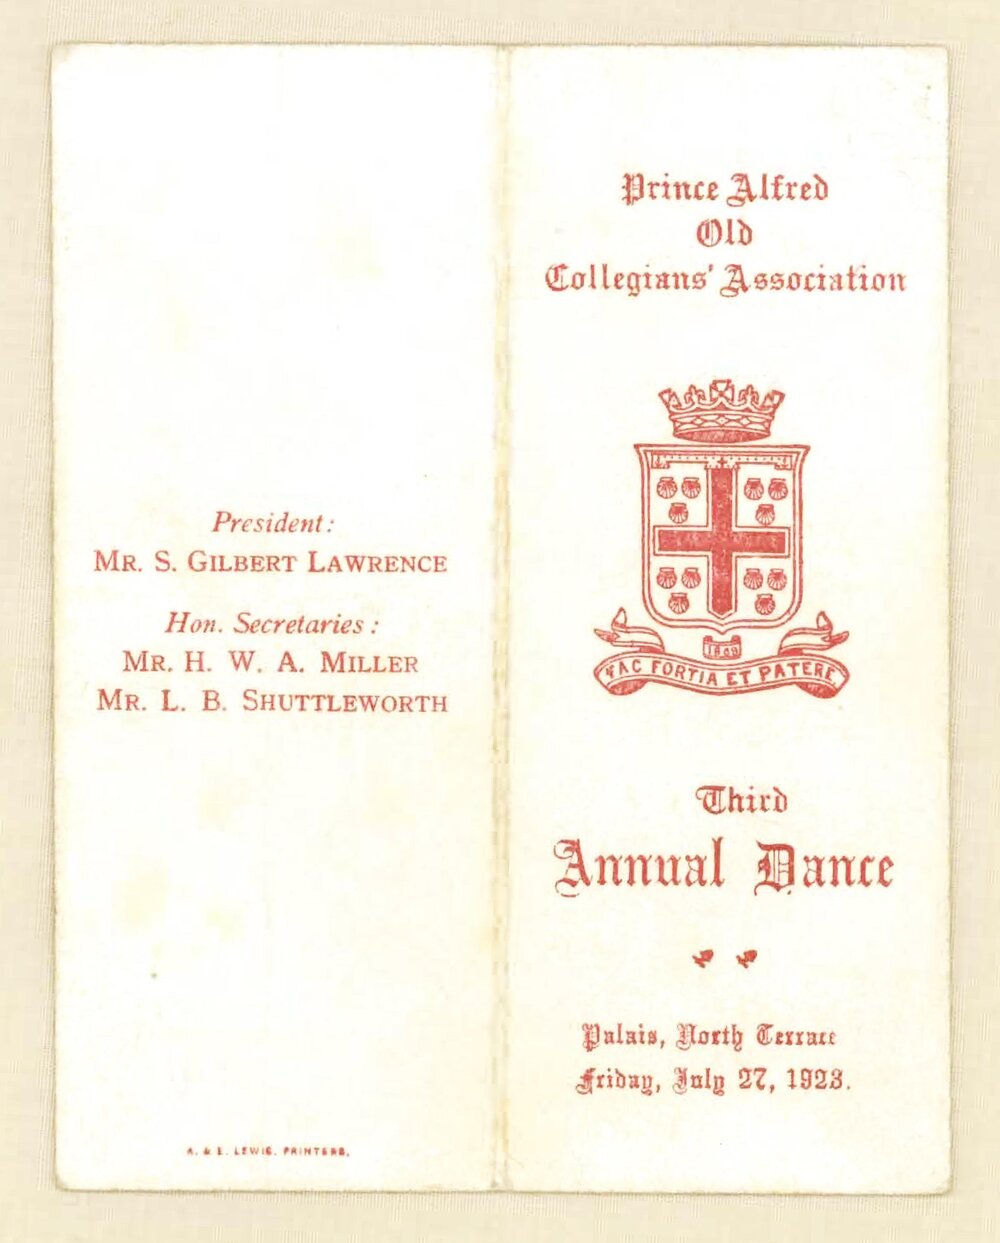 President:
MR. S. GILBERT LAWRENCE
Hon. Secretaries:
MR. H. W. A. MILLER
MR. L. B. SHUTTLEWORTH
A. & E. LEWIS, PRINTERS.
Prince Alfred
Old
Collegians' Association
FAC FORTIA ET PATERE
Third
Annual Dance
Palais, North Terrace
Friday, July 27, 1923.